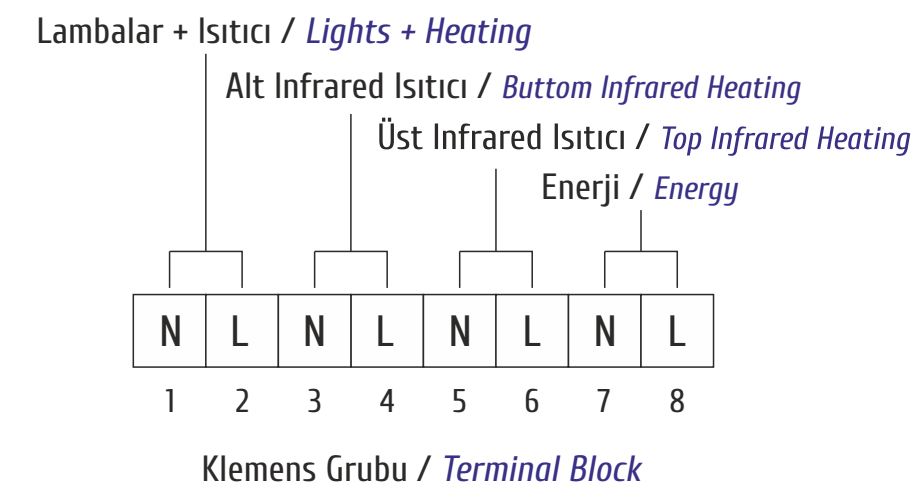 Lambalar + Isıtıcı / Lights + Heating
Alt Infrared Isıtıcı / Buttom Infrared Heating
Üst Infrared Isıtıcı / Top Infrared Heating
Enerji / Energy
N L N L N L N L
1 2 3 4 5 6 7 8
Klemens Grubu / Terminal Block